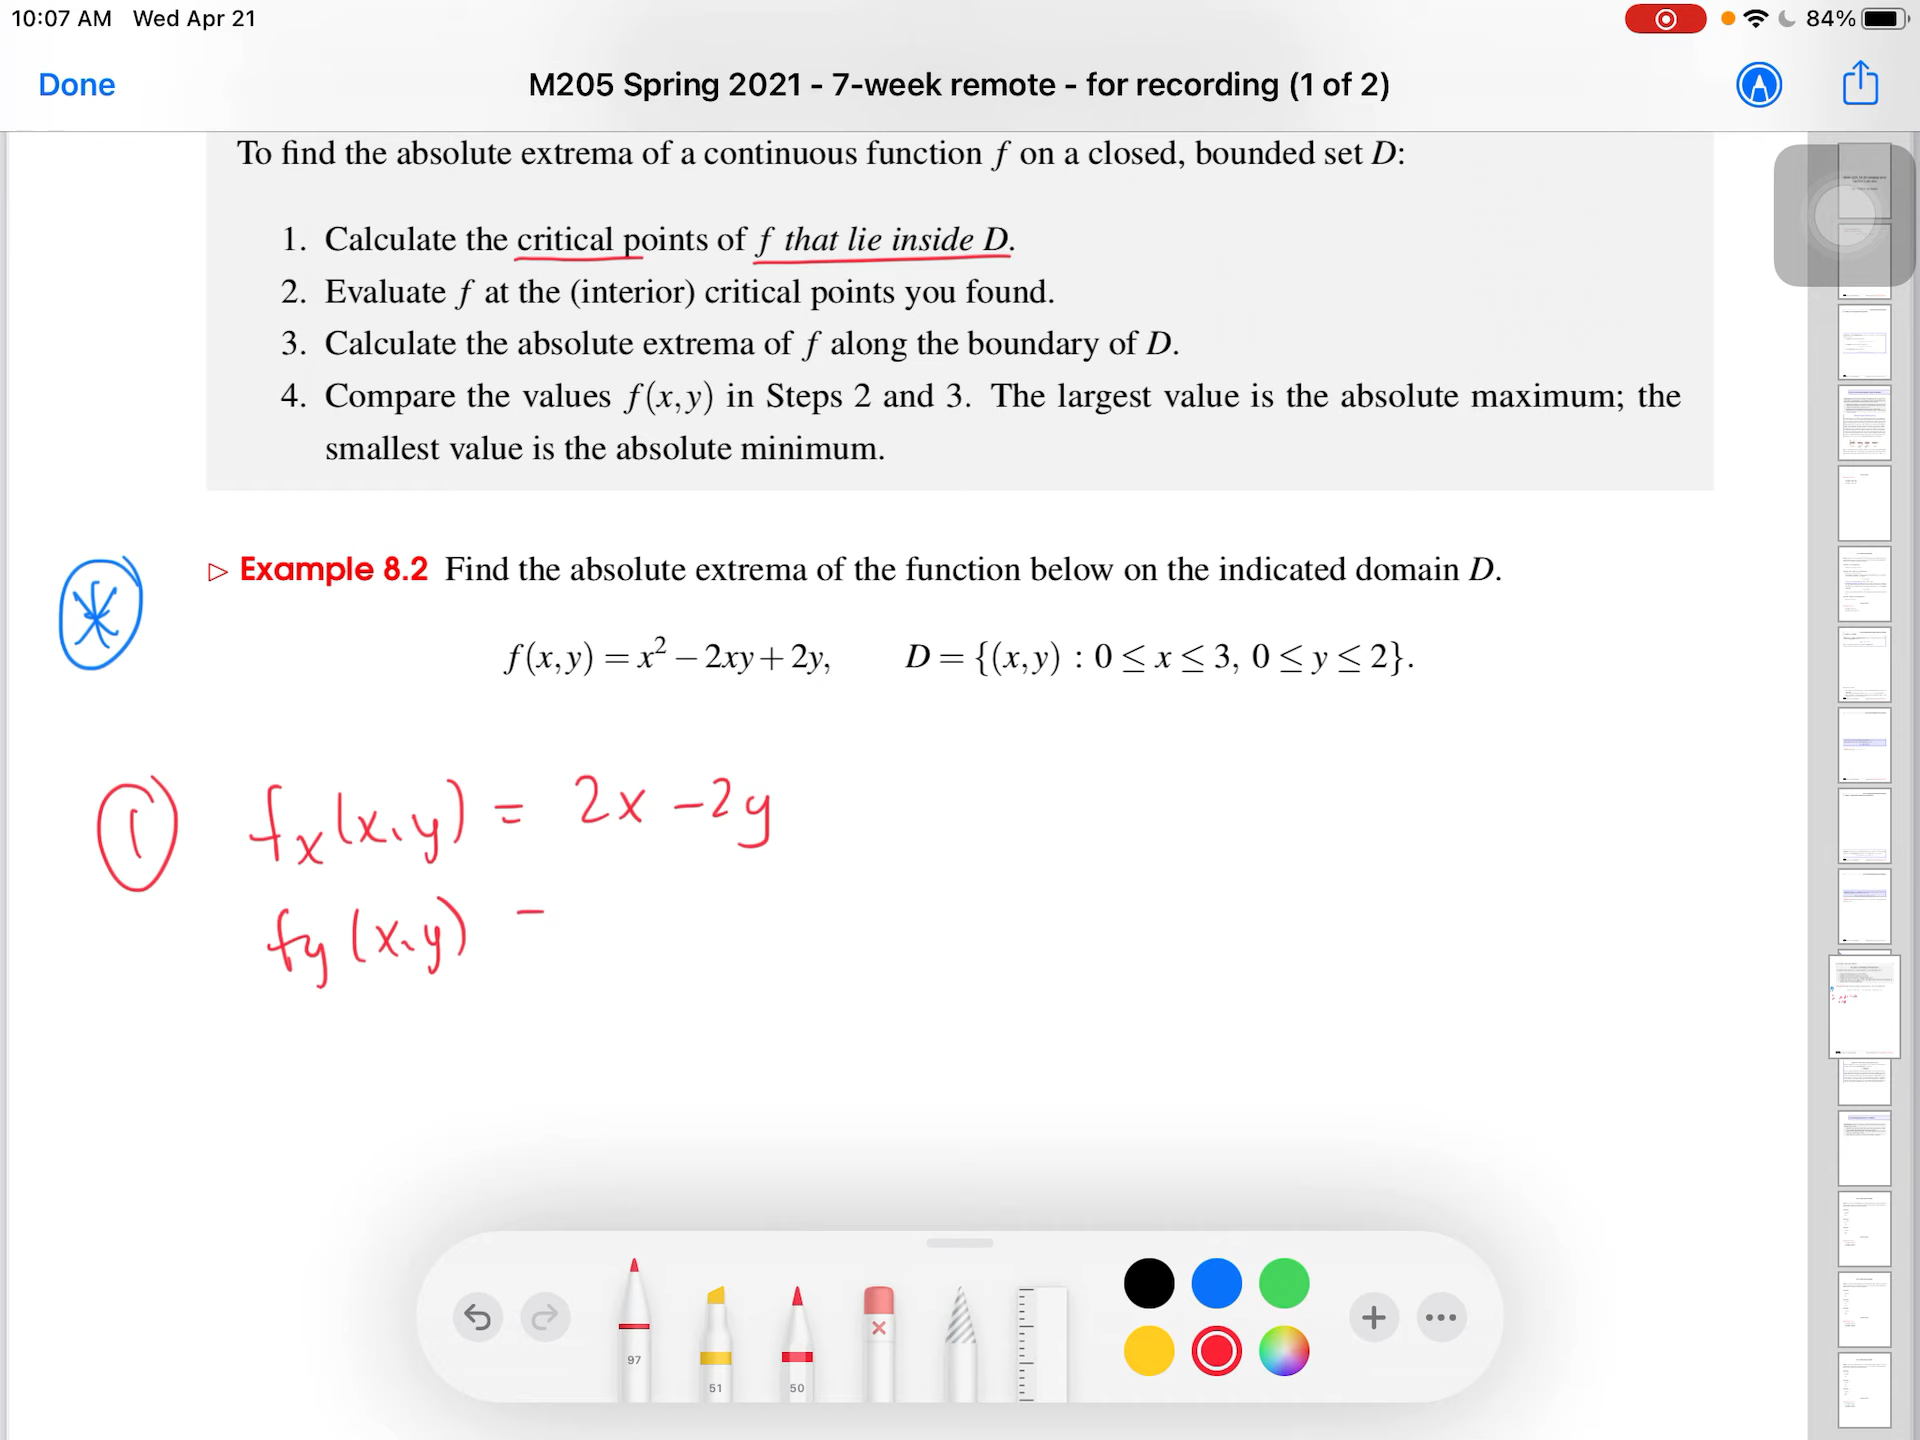 10:07 AM Wed Apr 21
84%
Done
M205 Spring 2021 - 7-week remote - for recording (1 of 2)
To find the absolute extrema of a continuous function f on a closed, bounded set D:
1. Calculate the critical points of f that lie inside D.
2. Evaluate f at the (interior) critical points you found.
3. Calculate the absolute extrema of f along the boundary of D.
4. Compare the values f(x,y) in Steps 2 and 3. The largest value is the absolute maximum; the
smallest value is the absolute minimum.
▷ Example 8.2 Find the absolute extrema of the function below on the indicated domain D.
f(x,y) = x² − 2xy + 2y, D = {(x,y) : 0 ≤ x ≤ 3, 0 ≤ y ≤ 2}.
① fx(x,y) = 2x −2y
fy(x,y) −
97
51
50